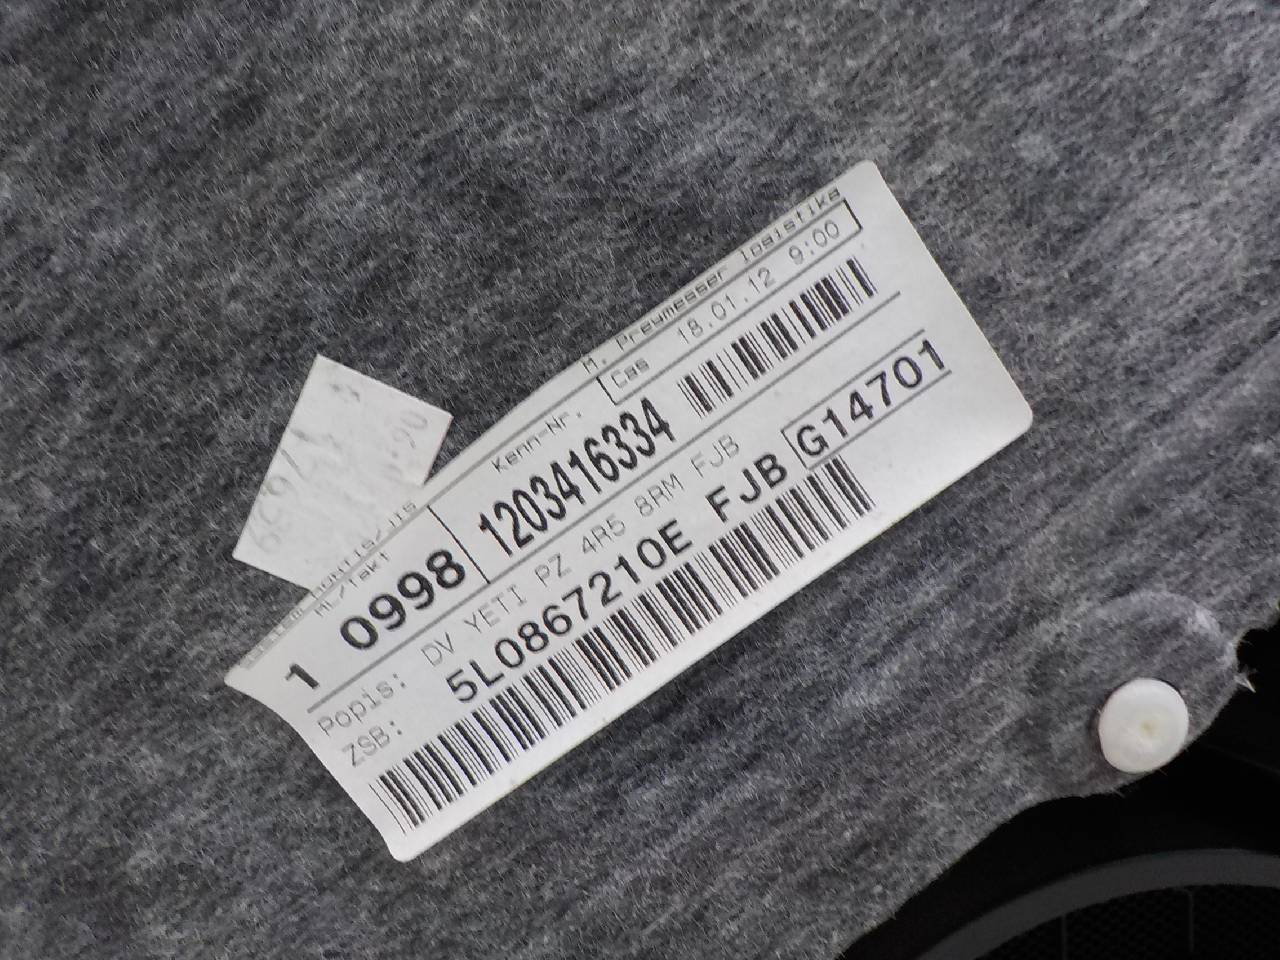 M. Preymesser logistika
Cas 18.01.12 9:00
Kenn-Nr.
1 0998 1203416334
Popis: DV YETI PZ 4R5 8RM FJB
ZSB: 5L0867210E FJB G14701